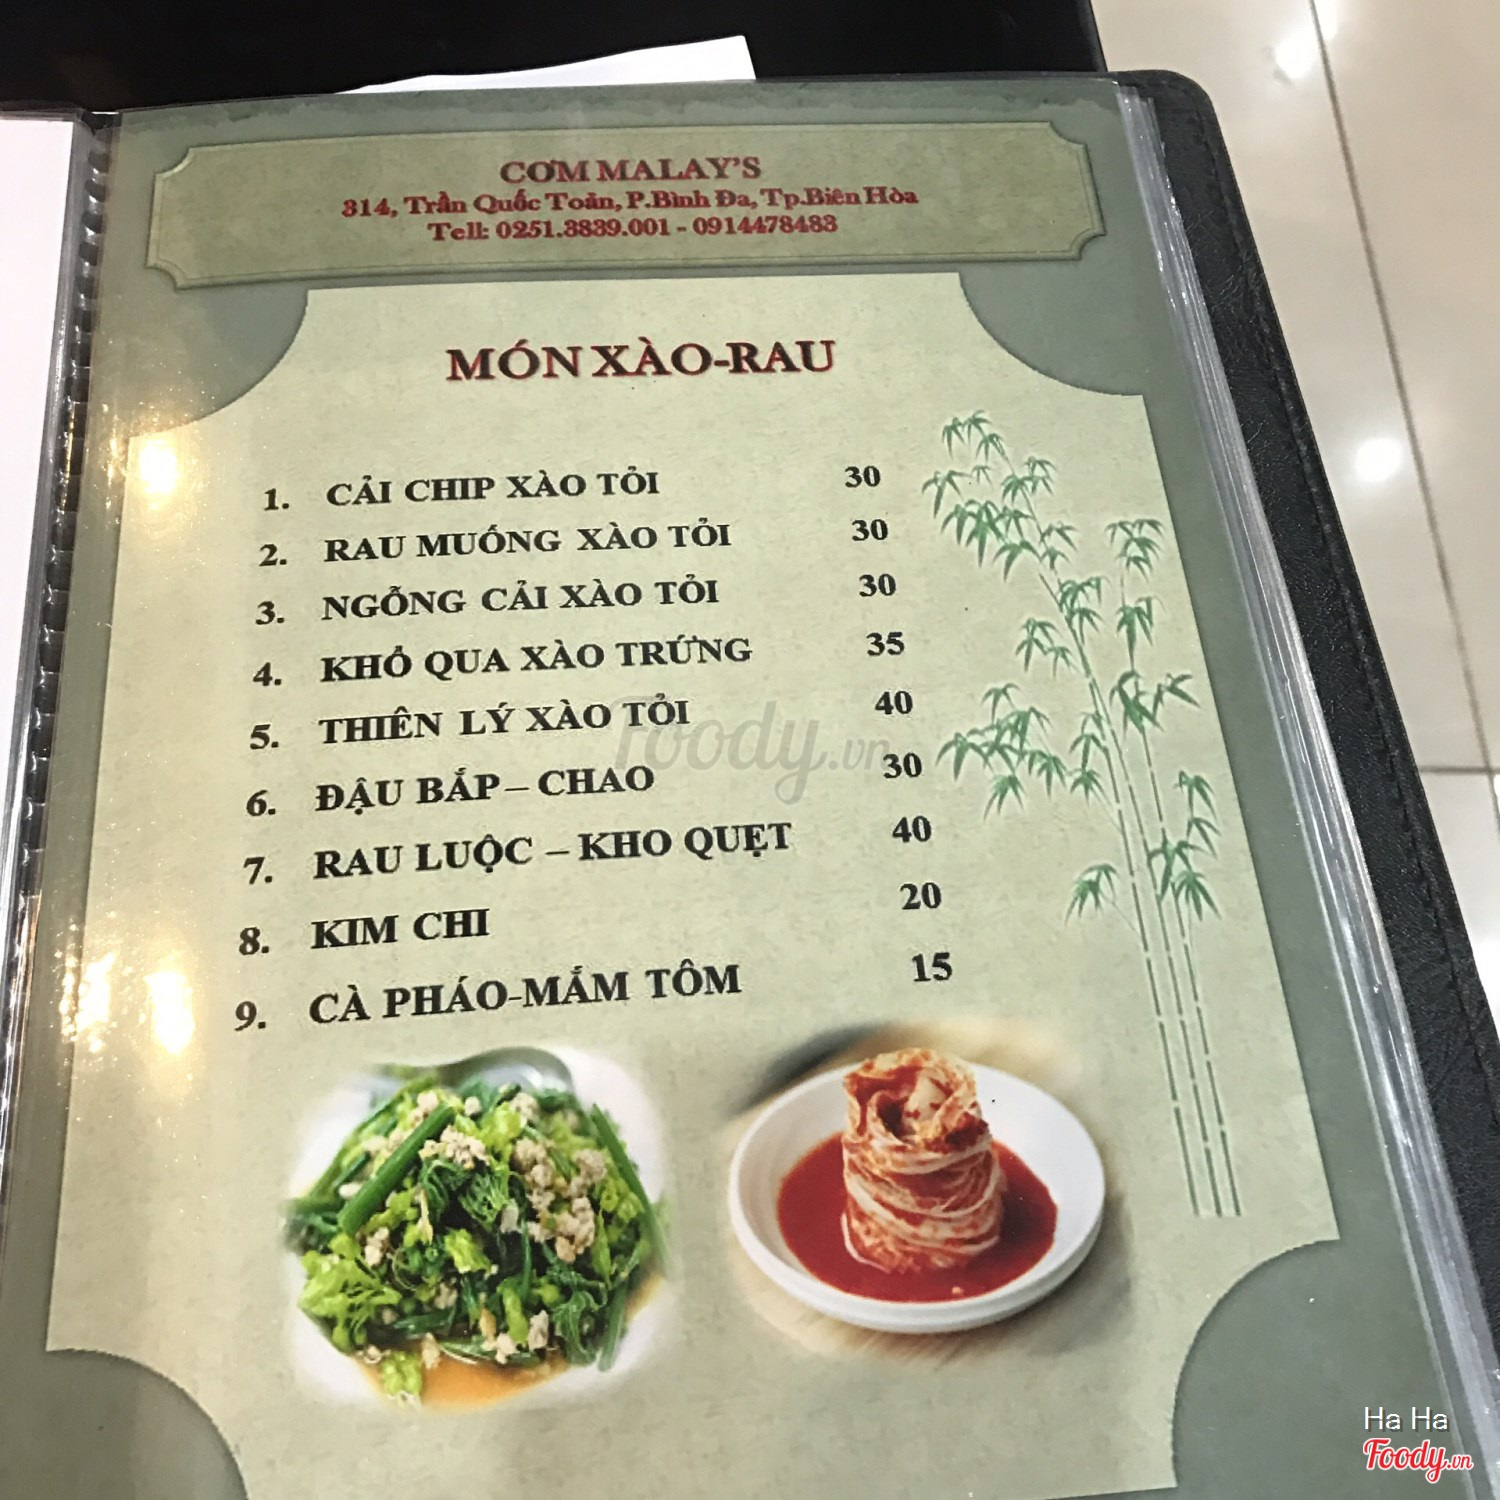 CƠM MALAY'S
314, Trần Quốc Toản, P.Bình Đa, Tp.Biên Hòa
Tell: 0251.3839.001 - 0914478483
MÓN XÀO-RAU
1. CẢI CHIP XÀO TỎI 30
2. RAU MUỐNG XÀO TỎI 30
3. NGỖNG CẢI XÀO TỎI 30
4. KHỔ QUA XÀO TRỨNG 35
5. THIÊN LÝ XÀO TỎI 40
6. ĐẬU BẮP – CHAO 30
7. RAU LUỘC – KHO QUẸT 40
8. KIM CHI 20
9. CÀ PHÁO-MẮM TÔM 15
Foody.vn
Ha Ha
Foody.vn